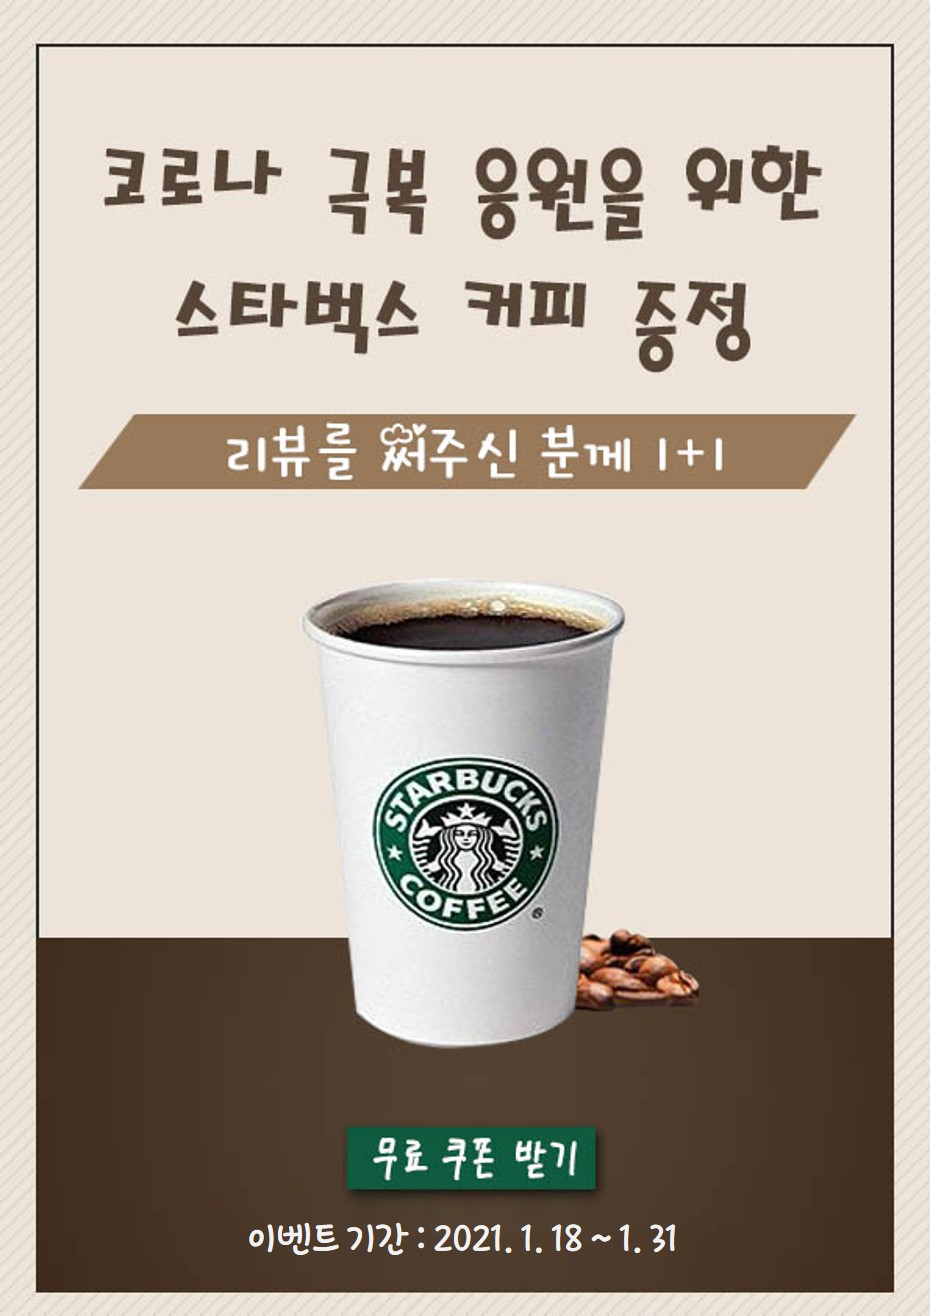 코로나 극복 응원을 위한
스타벅스 커피 증정
리뷰를 써주신 분께 1+1
STARBUCKS
COFFEE
®
무료 쿠폰 받기
이벤트 기간 : 2021. 1. 18 ~ 1. 31